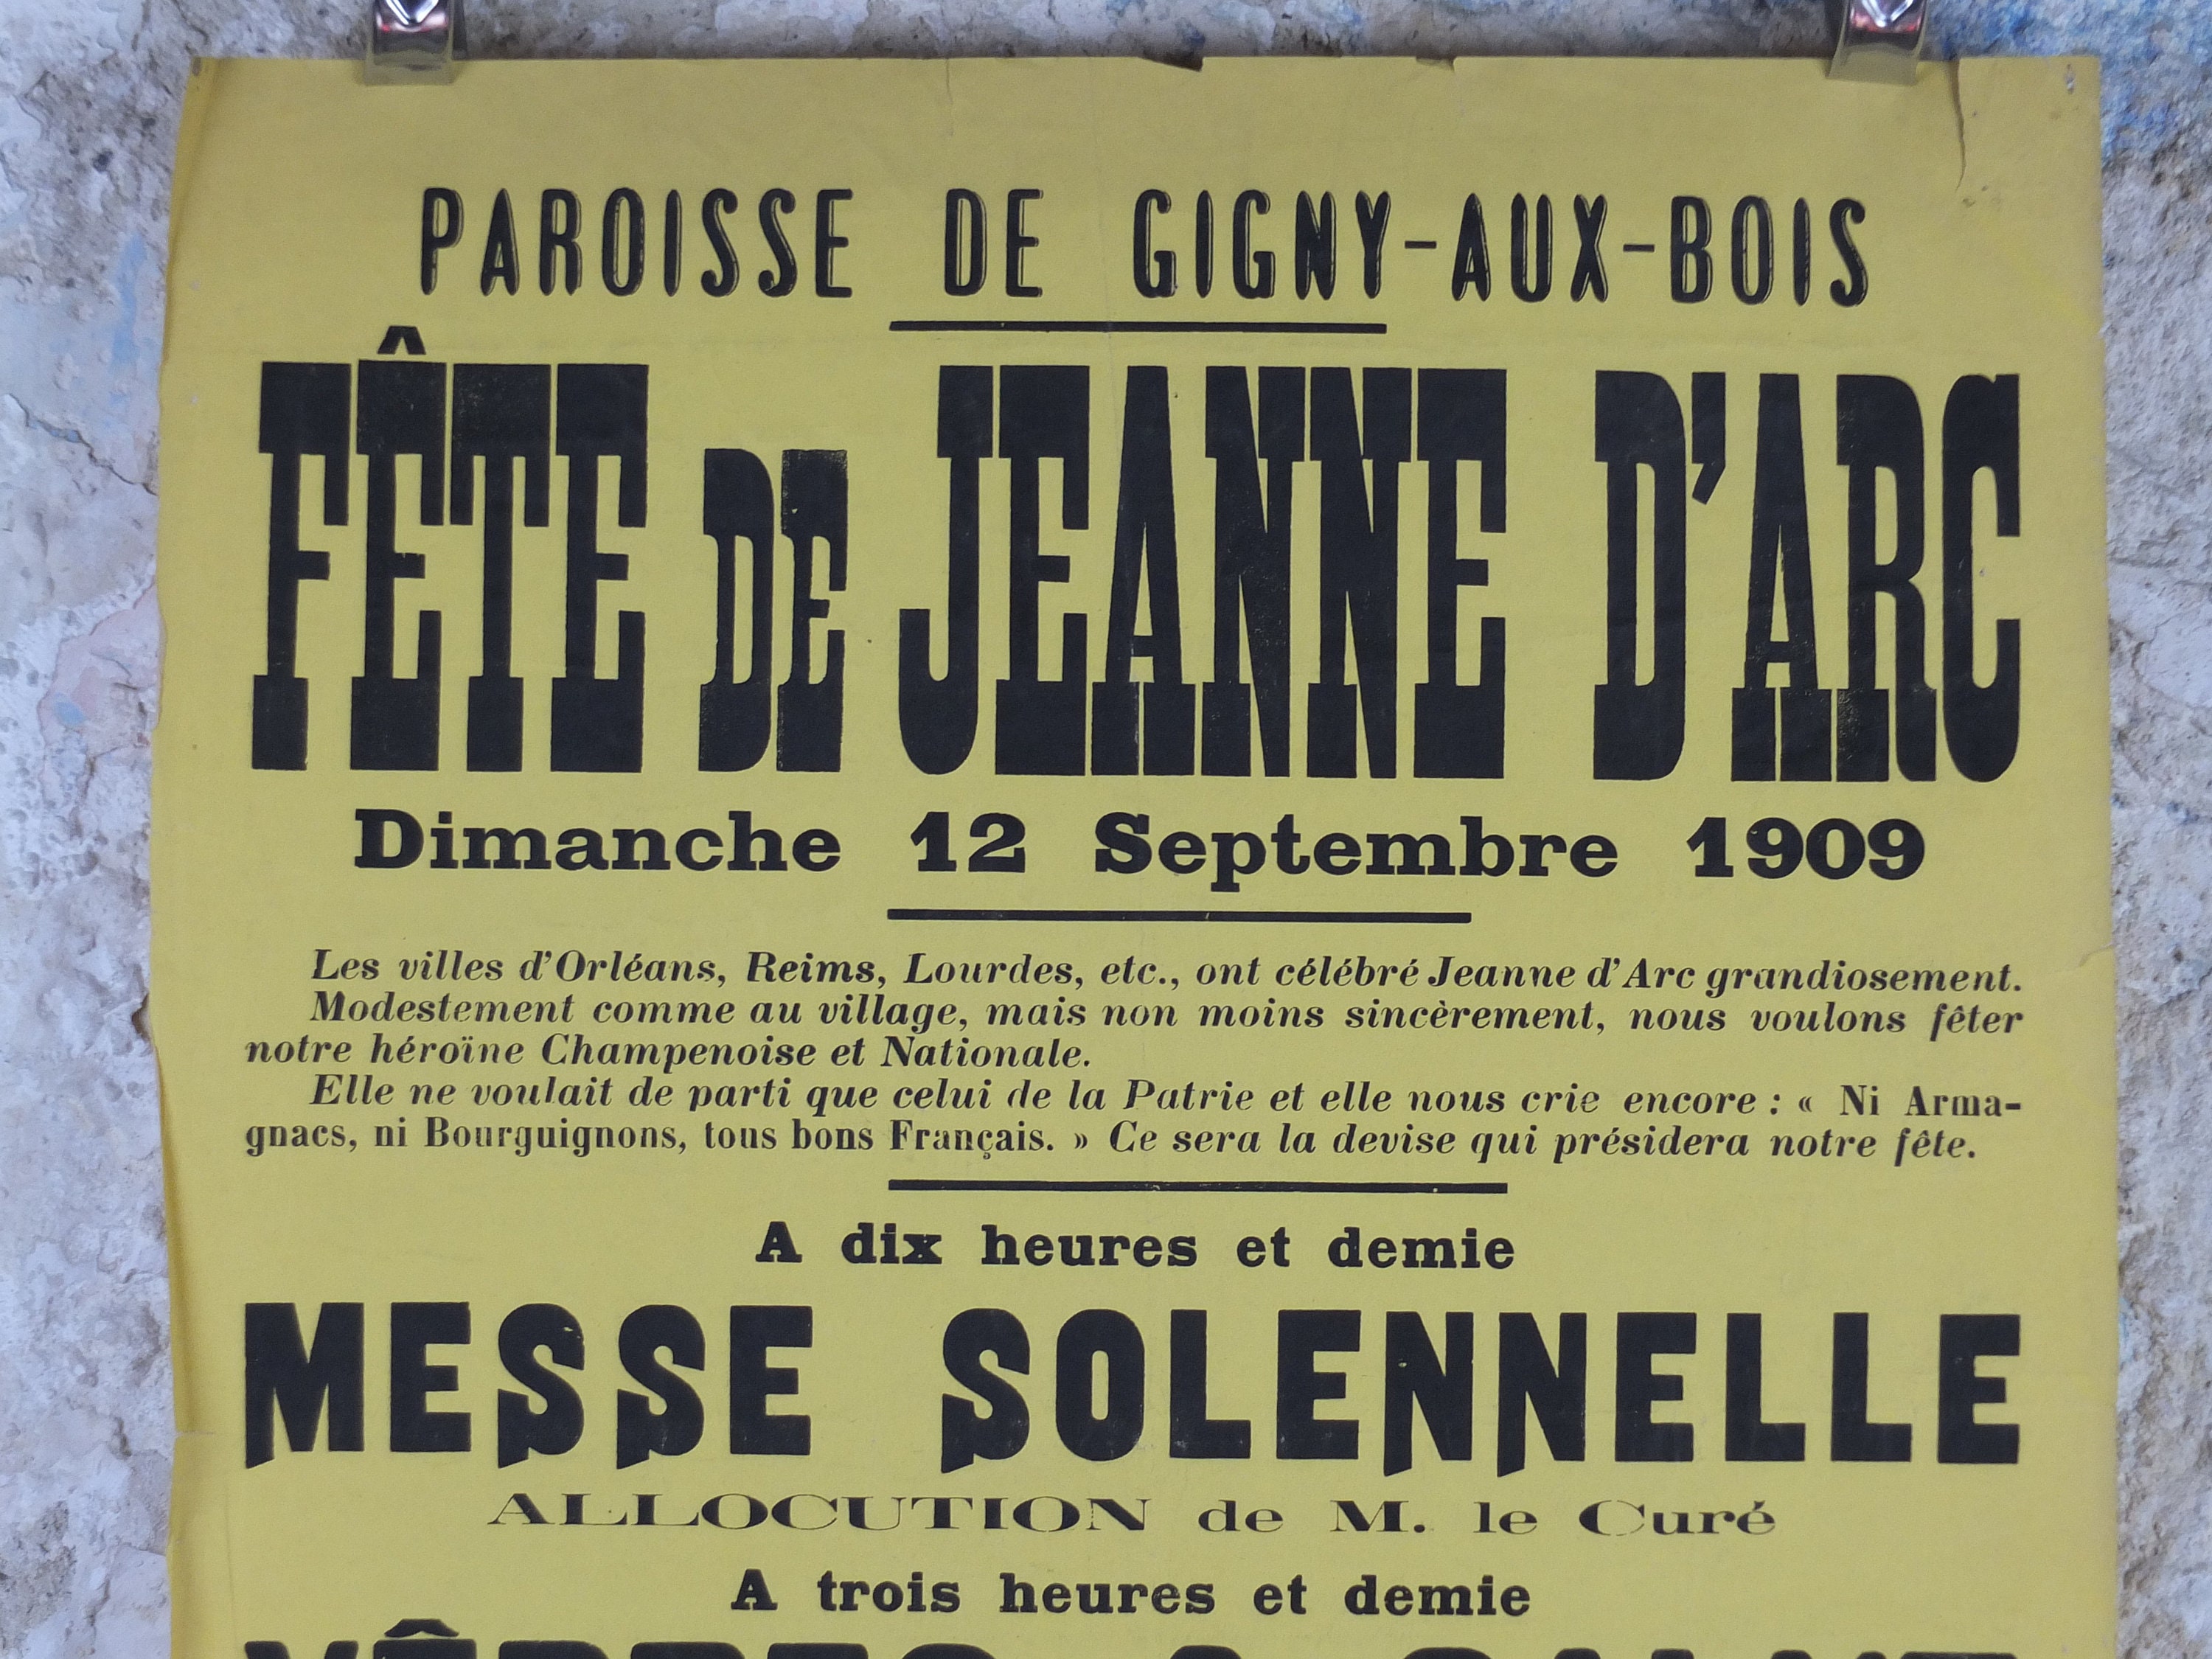 PAROISSE DE GIGNY-AUX-BOIS
FÊTE DE JEANNE D'ARC
Dimanche 12 Septembre 1909
Les villes d'Orléans, Reims, Lourdes, etc., ont célébré Jeanne d'Arc grandiosement.
Modestement comme au village, mais non moins sincèrement, nous voulons fêter
notre héroïne Champenoise et Nationale.
Elle ne voulait de parti que celui de la Patrie et elle nous crie encore : « Ni Arma-
gnacs, ni Bourguignons, tous bons Français. » Ce sera la devise qui présidera notre fête.
A dix heures et demie
MESSE SOLENNELLE
ALLOCUTION de M. le Curé
A trois heures et demie